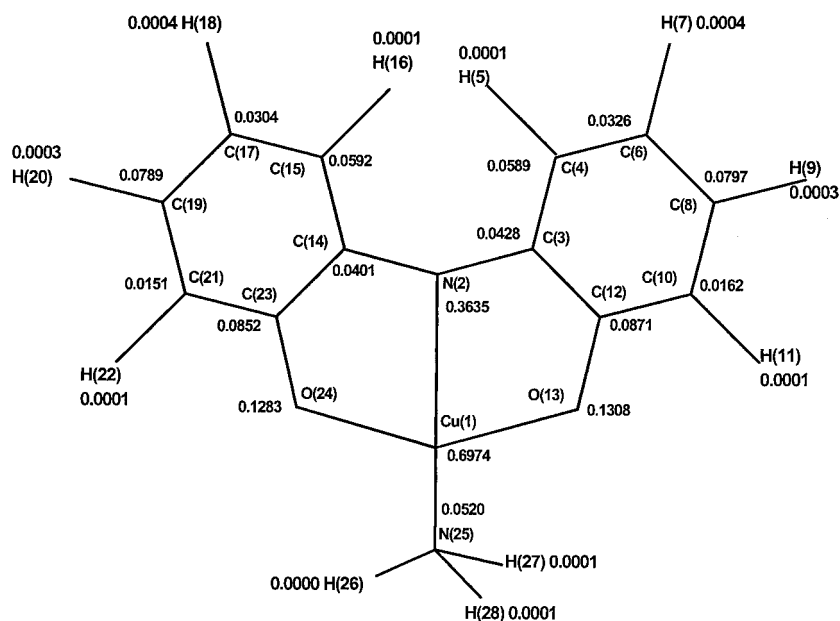 0.0004 H(18)
H(7) 0.0004
0.0001
H(16)
0.0001
H(5)
0.0304
0.0326
C(17)
C(6)
0.0003
H(20)
0.0789
C(15)
0.0592
0.0589
C(4)
0.0797
H(9)
0.0003
C(19)
C(8)
C(14)
0.0428
C(3)
0.0401
N(2)
0.3635
0.0151
C(21)
C(23)
0.0852
C(12)
0.0871
C(10)
0.0162
H(22)
0.0001
H(11)
0.0001
O(24)
0.1283
O(13)
0.1308
Cu(1)
0.6974
0.0520
N(25)
0.0000 H(26)
H(27) 0.0001
H(28) 0.0001